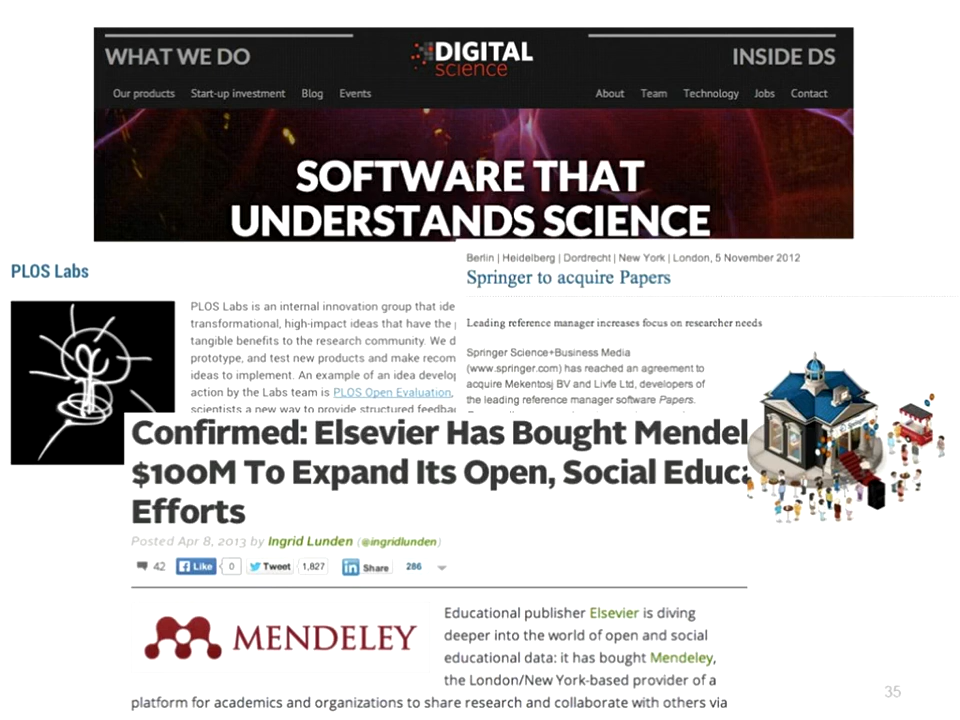 WHAT WE DO
DIGITAL
science
INSIDE DS
Our products Start-up investment Blog Events
About Team Technology Jobs Contact
SOFTWARE THAT
UNDERSTANDS SCIENCE
PLOS Labs
PLOS Labs is an internal innovation group that ide
transformational, high-impact ideas that have the
tangible benefits to the research community. We d
prototype, and test new products and make recom
ideas to implement. An example of an idea develop
action by the Labs team is PLOS Open Evaluation,
scientists a new way to provide structured feedba
Berlin | Heidelberg | Dordrecht | New York | London, 5 November 2012
Springer to acquire Papers
Leading reference manager increases focus on researcher needs
Springer Science+Business Media
(www.springer.com) has reached an agreement to
acquire Mekentosj BV and Livfe Ltd, developers of
the leading reference manager software Papers.
Confirmed: Elsevier Has Bought Mendel
$100M To Expand Its Open, Social Educa
Efforts
Posted Apr 8, 2013 by Ingrid Lunden (@ingridlunden)
42 Like 0 Tweet 1,827 in Share 286
MENDELEY
Educational publisher Elsevier is diving
deeper into the world of open and social
educational data: it has bought Mendeley,
the London/New York-based provider of a
platform for academics and organizations to share research and collaborate with others via
35